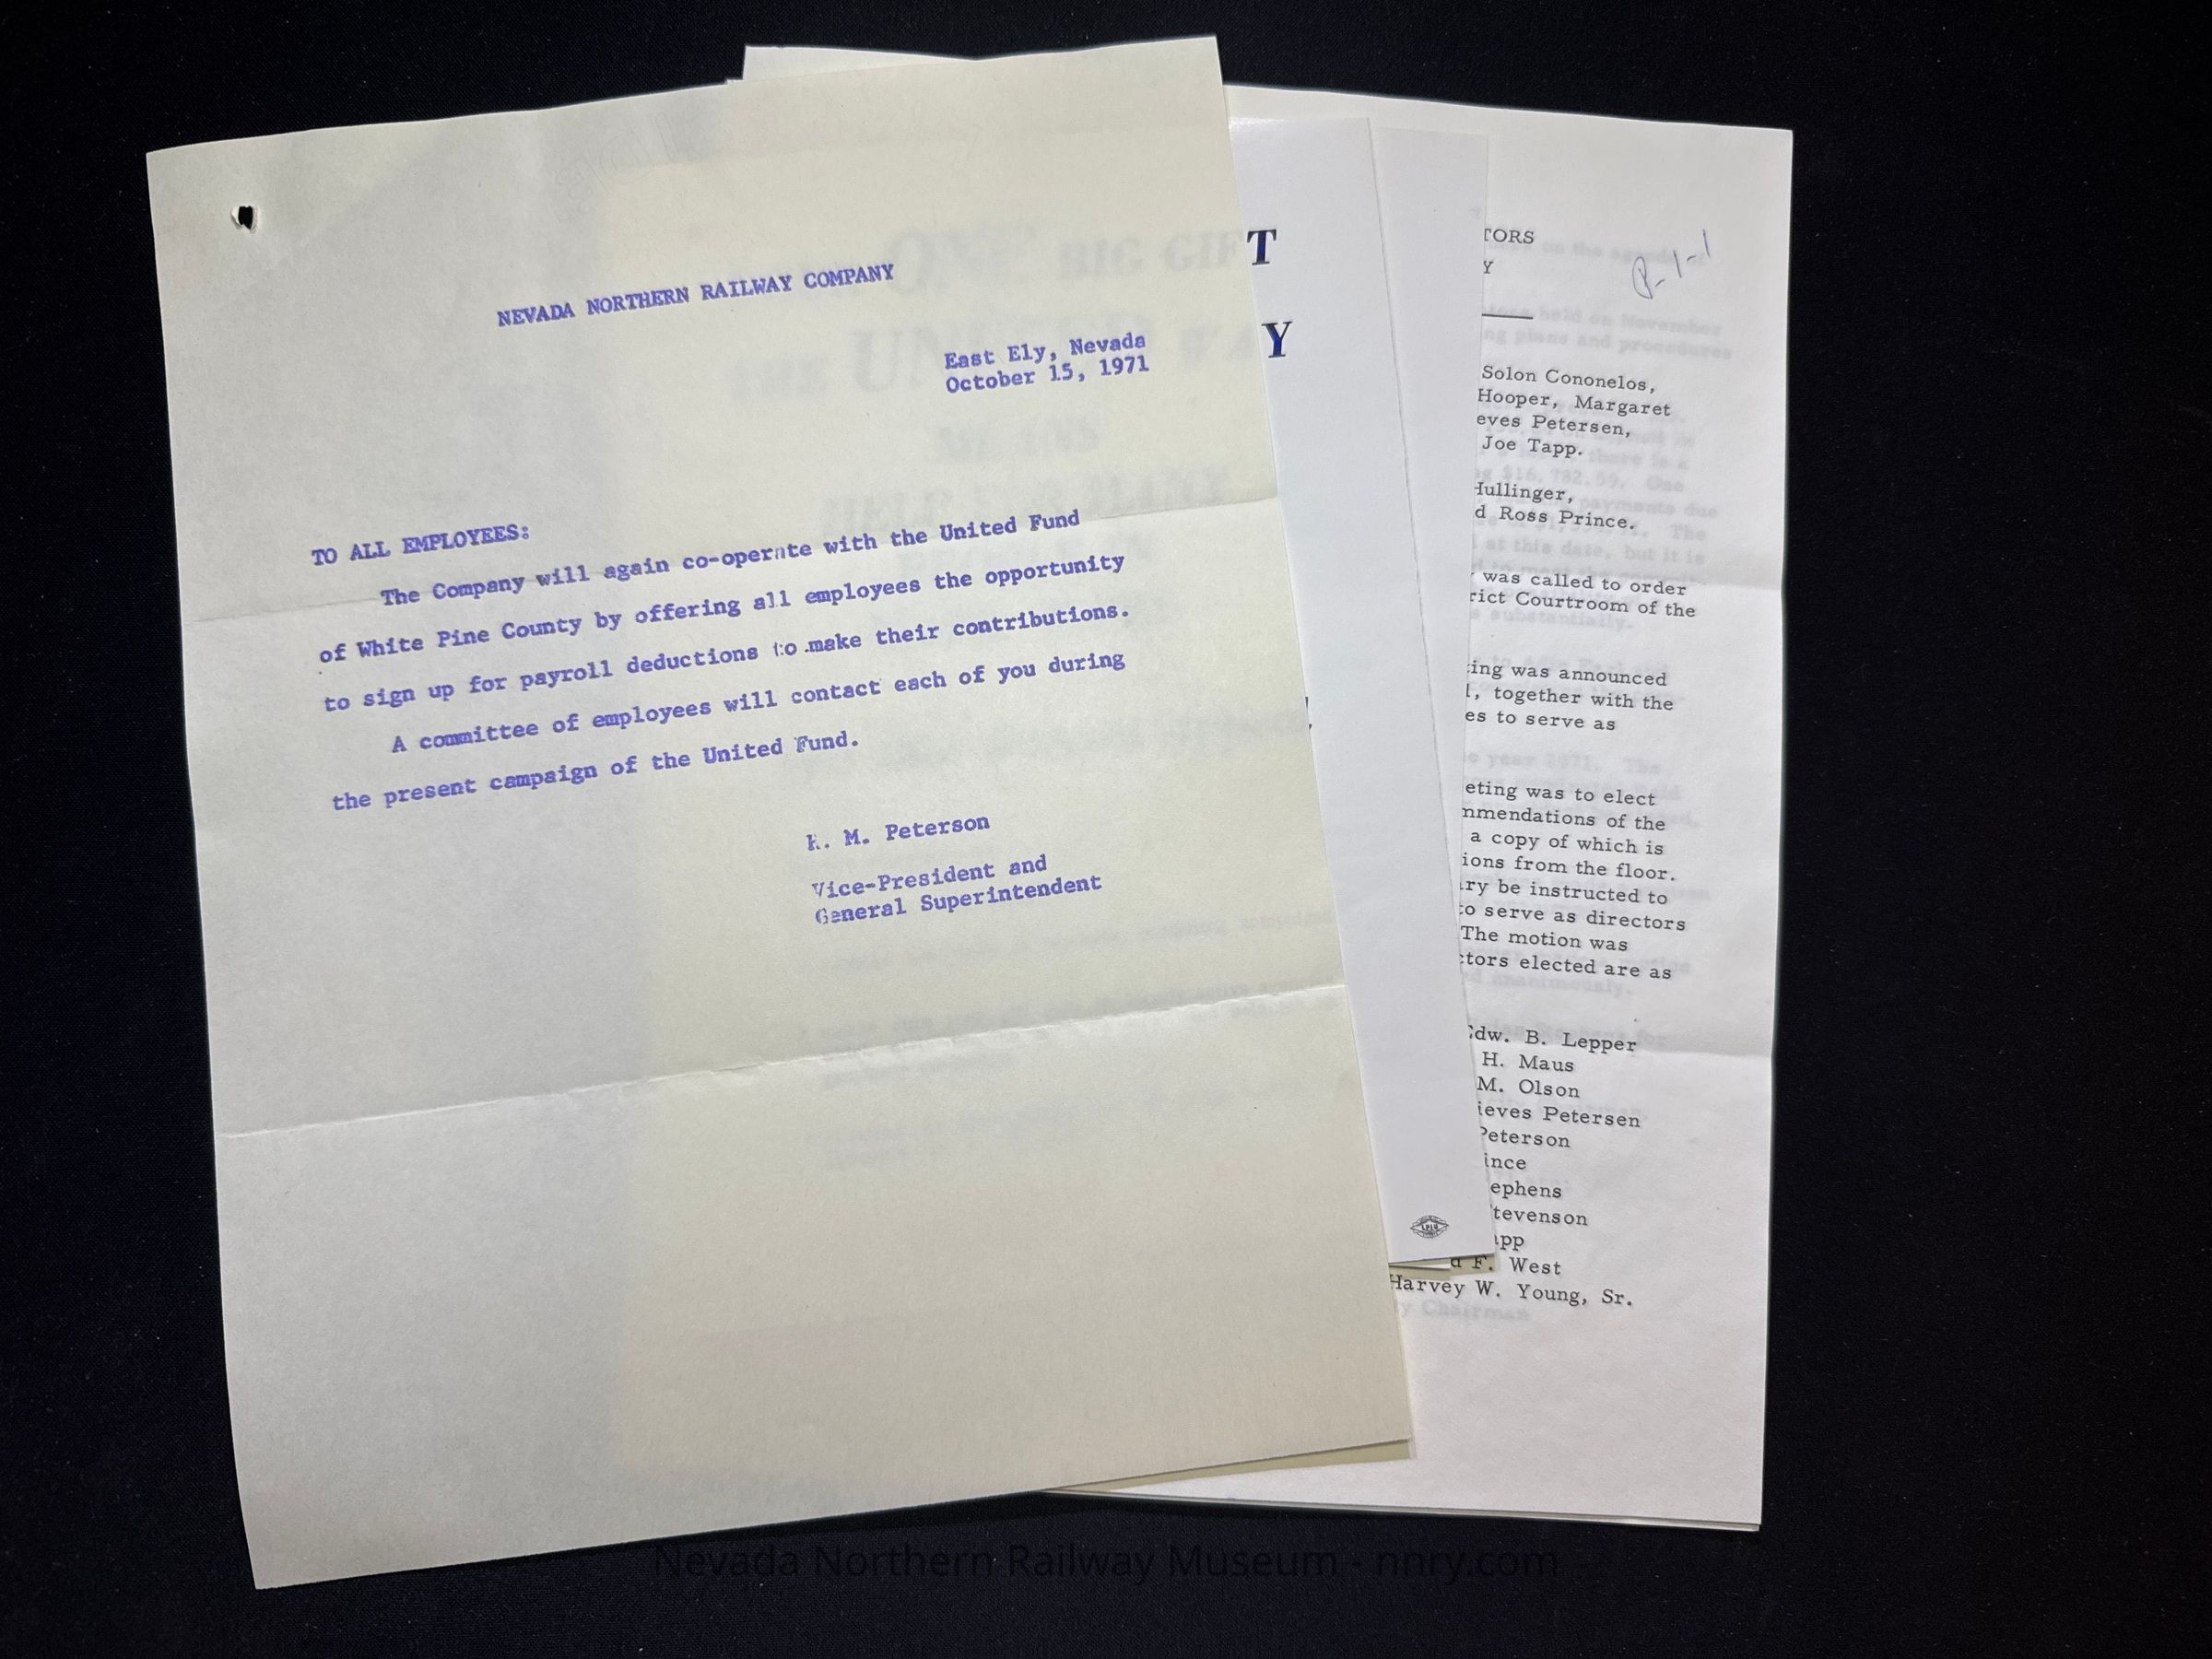 NEVADA NORTHERN RAILWAY COMPANY
East Ely, Nevada
October 15, 1971
TO ALL EMPLOYEES:
The Company will again co-operate with the United Fund
of White Pine County by offering all employees the opportunity
to sign up for payroll deductions to make their contributions.
A committee of employees will contact each of you during
the present campaign of the United Fund.
M. Peterson
Vice-President and
General Superintendent
T
Y
TORS
Y
Solon Cononelos,
Hooper, Margaret
eves Petersen,
Joe Tapp.
Hullinger,
d Ross Prince.
was called to order
rict Courtroom of the
ing was announced
, together with the
es to serve as
eting was to elect
mmendations of the
a copy of which is
ions from the floor.
ry be instructed to
to serve as directors
The motion was
ctors elected are as
Edw. B. Lepper
H. Maus
M. Olson
ieves Petersen
Peterson
ince
ephens
tevenson
app
F. West
Harvey W. Young, Sr.
Nevada Northern Railway Museum - nnry.com